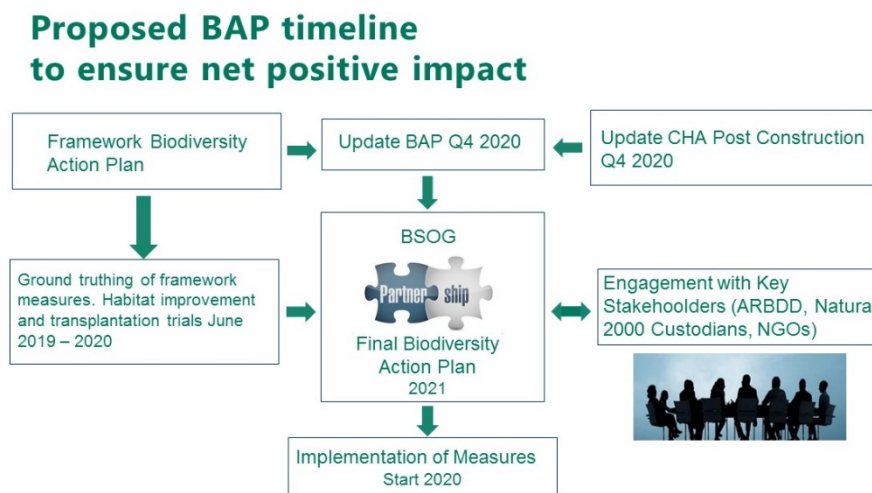 Proposed BAP timeline
to ensure net positive impact
Framework Biodiversity
Action Plan
Update BAP Q4 2020
Update CHA Post Construction
Q4 2020
Ground truthing of framework
measures. Habitat improvement
and transplantation trials June
2019 – 2020
BSOG
Partner ship
Final Biodiversity
Action Plan
2021
Engagement with Key
Stakehoolders (ARBDD, Natura
2000 Custodians, NGOs)
Implementation of Measures
Start 2020